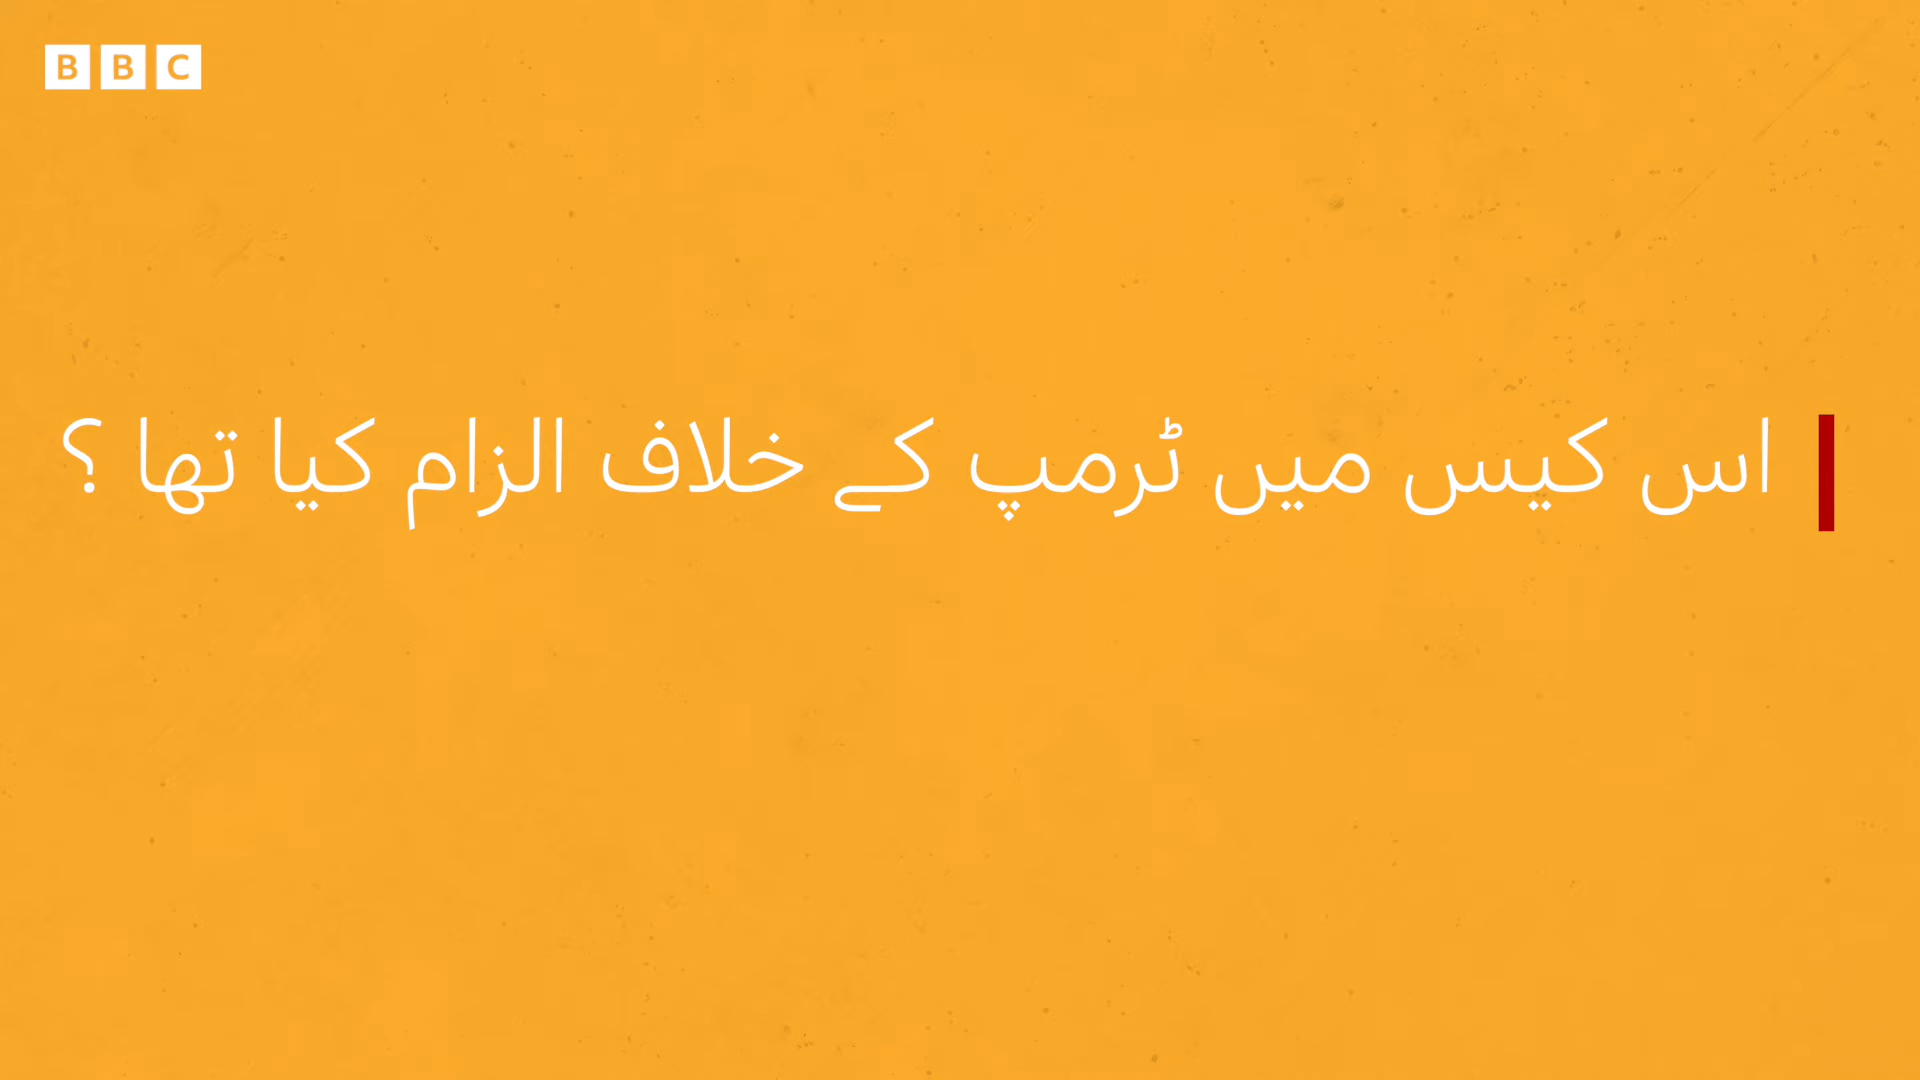 BBC
اس کیس میں ٹرمپ کے خلاف الزام کیا تھا ؟